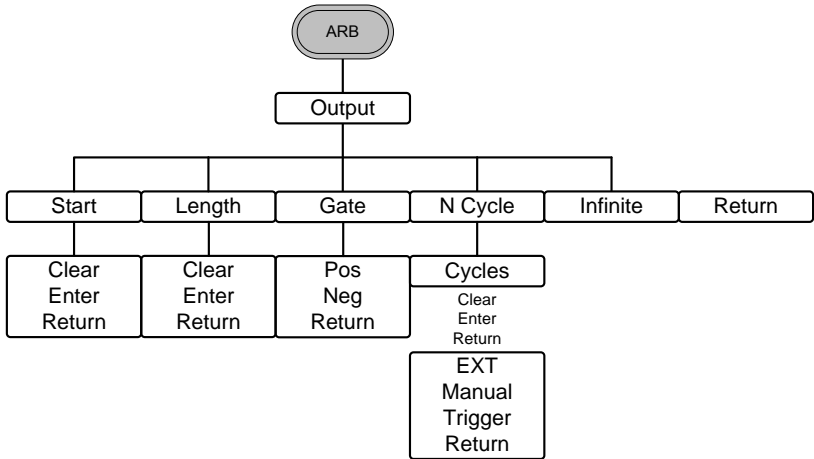 ARB
Output
Start
Length
Gate
N Cycle
Infinite
Return
Clear
Enter
Return
Clear
Enter
Return
Pos
Neg
Return
Cycles
Clear
Enter
Return
EXT
Manual
Trigger
Return